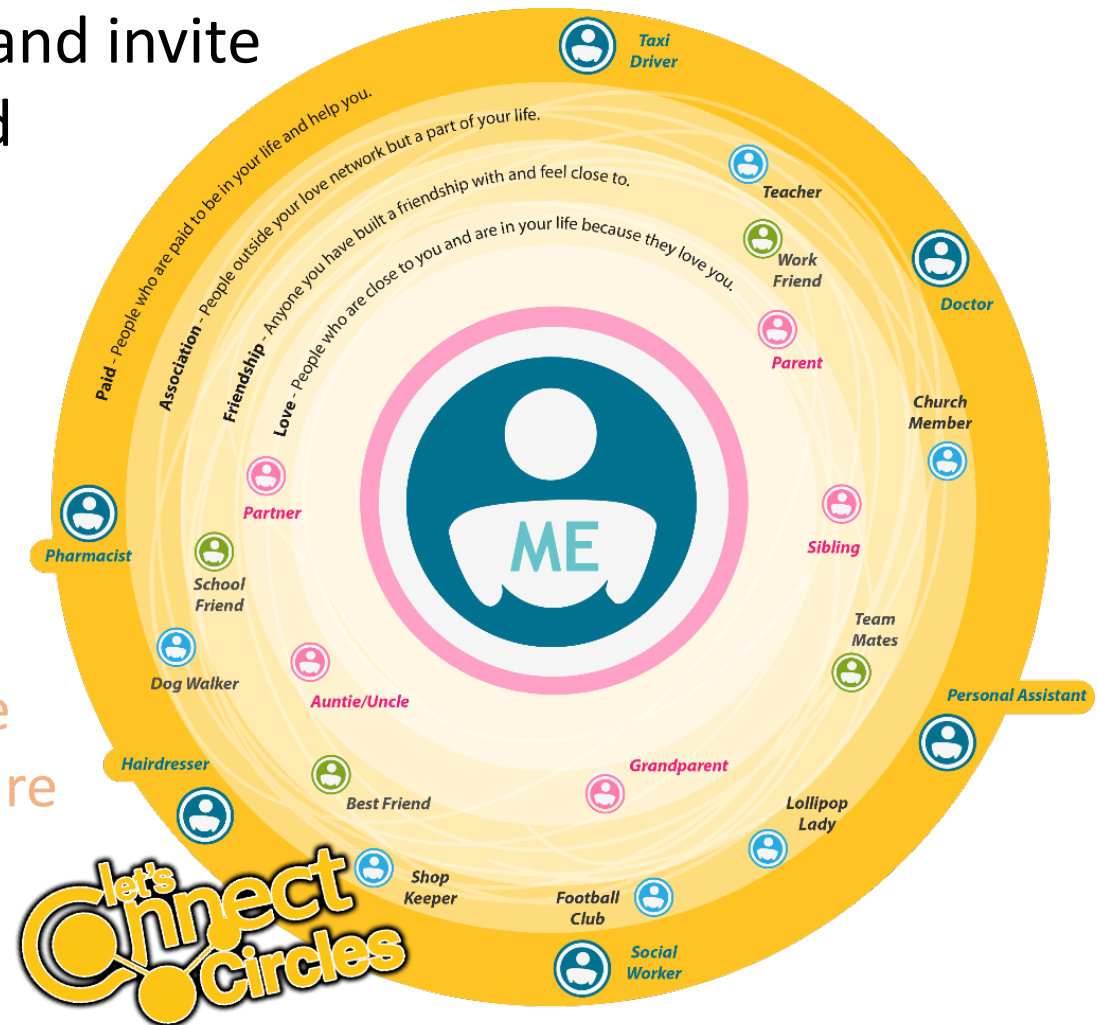 and invite
d
Paid - People who are paid to be in your life and help you.
Association - People outside your love network but a part of your life.
Friendship - Anyone you have built a friendship with and feel close to.
Love - People who are close to you and are in your life because they love you.
Taxi
Driver
Teacher
Work
Friend
Doctor
Parent
Church
Member
Partner
ME
Sibling
Pharmacist
School
Friend
Team
Mates
Dog Walker
Auntie/Uncle
Personal Assistant
e
Hairdresser
Grandparent
re
Best Friend
Lollipop
Lady
Shop
Keeper
Football
Club
Social
Worker
let's
Connect
Circles